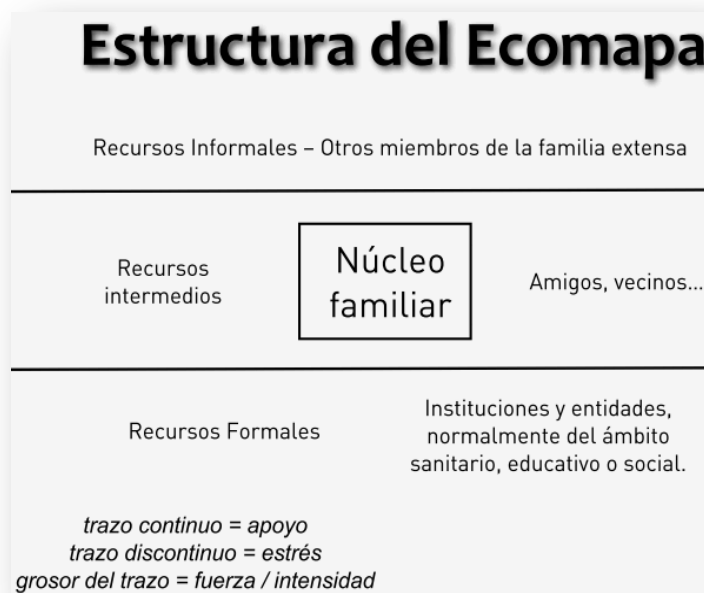 Estructura del Ecomapa
Recursos Informales – Otros miembros de la familia extensa
Recursos
intermedios
Núcleo
familiar
Amigos, vecinos...
Recursos Formales
Instituciones y entidades,
normalmente del ámbito
sanitario, educativo o social.
trazo continuo = apoyo
trazo discontinuo = estrés
grosor del trazo = fuerza / intensidad